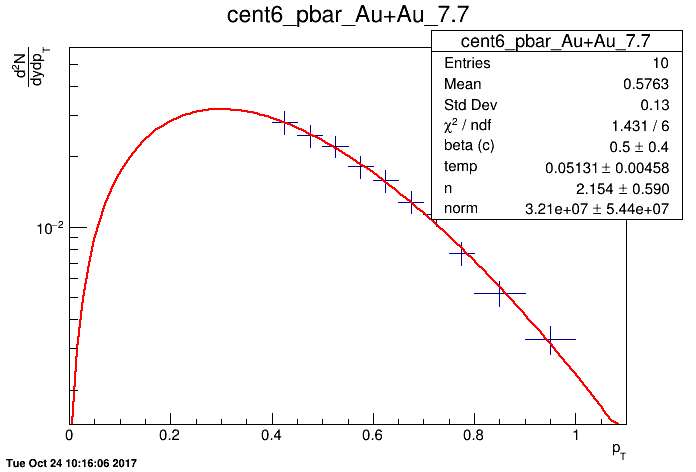 cent6_pbar_Au+Au_7.7
d²N
dydp_T
cent6_pbar_Au+Au_7.7
Entries 10
Mean 0.5763
Std Dev 0.13
χ² / ndf 1.431 / 6
beta (c) 0.5 ± 0.4
temp 0.05131 ± 0.00458
n 2.154 ± 0.590
norm 3.21e+07 ± 5.44e+07
10⁻²
0 0.2 0.4 0.6 0.8 1
p_T
Tue Oct 24 10:16:06 2017